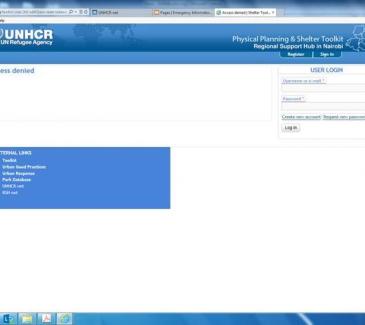 UNHCR net
Pages | Emergency Informatio...
Access denied | Shelter Tool...
UNHCR
UN Refugee Agency
Physical Planning & Shelter Toolkit
Regional Support Hub in Nairobi
Register
Sign In
ess denied
USER LOGIN
Username or e-mail *
Password *
Create new account
Request new passwor
Log in
TERNAL LINKS
Toolkit
Urban Good Practices
Urban Response
Park Database
UNHCR net
RSH net